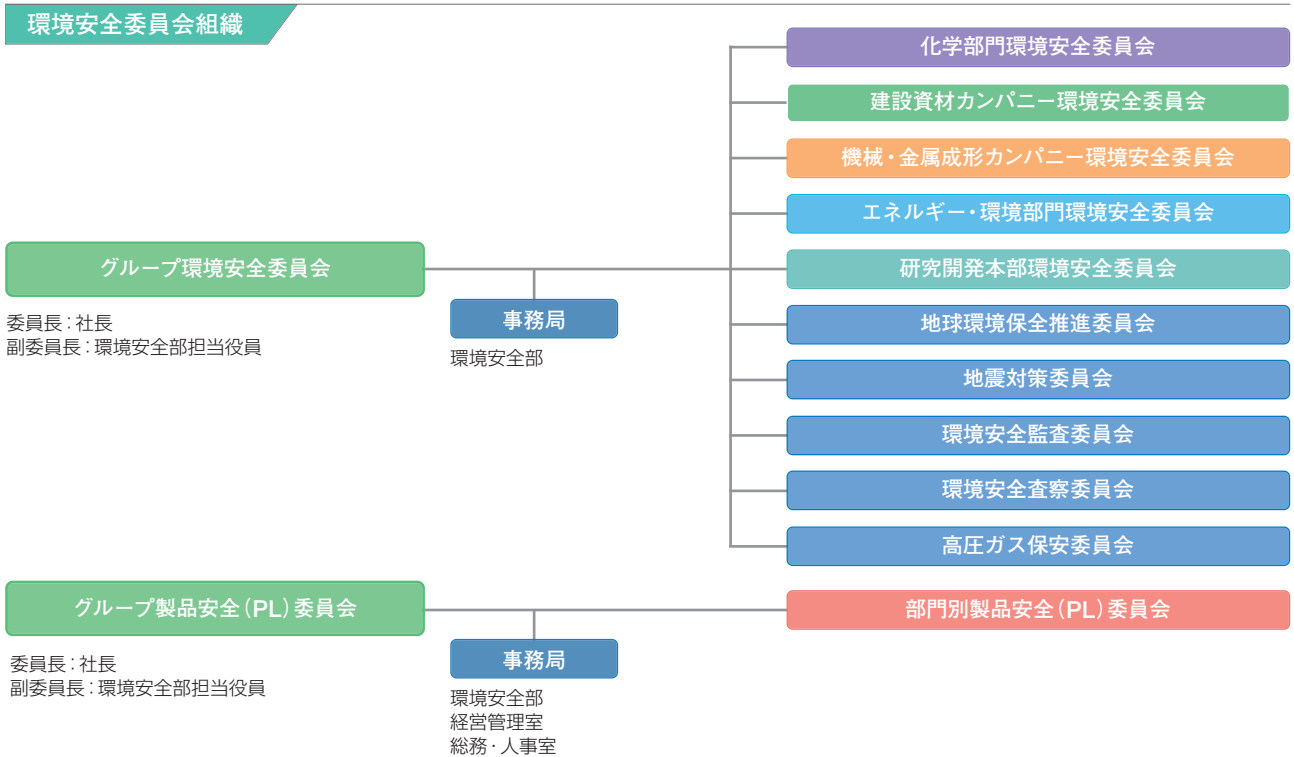 環境安全委員会組織
化学部門環境安全委員会
建設資材カンパニー環境安全委員会
機械・金属成形カンパニー環境安全委員会
エネルギー・環境部門環境安全委員会
グループ環境安全委員会
研究開発本部環境安全委員会
委員長：社長
副委員長：環境安全部担当役員
事務局
環境安全部
地球環境保全推進委員会
地震対策委員会
環境安全監査委員会
環境安全査察委員会
高圧ガス保安委員会
グループ製品安全（PL）委員会
部門別製品安全（PL）委員会
委員長：社長
副委員長：環境安全部担当役員
事務局
環境安全部
経営管理室
総務・人事室